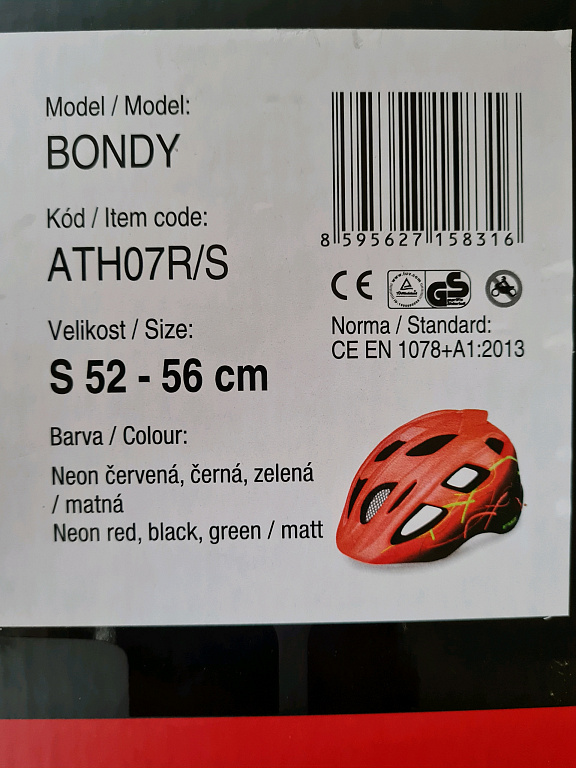 Model / Model:
BONDY
Kód / Item code:
ATH07R/S
Velikost / Size:
S 52 - 56 cm
Barva / Colour:
Neon červená, černá, zelená
/ matná
Neon red, black, green / matt
8 595627 158316
CE
GS
Norma / Standard:
CE EN 1078+A1:2013